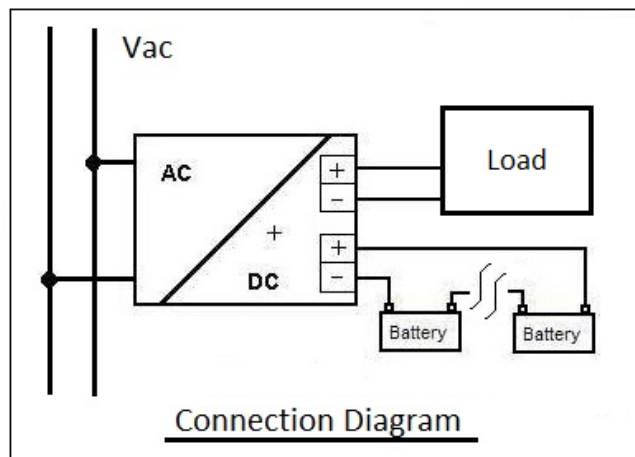 Vac
AC
+
DC
+
−
+
−
Load
Battery
Battery
Connection Diagram